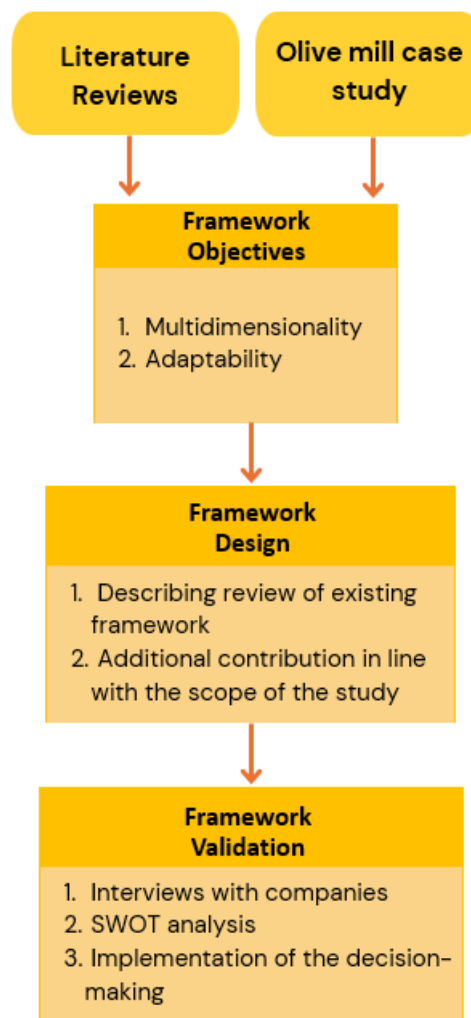 Literature
Reviews
Olive mill case
study
Framework
Objectives
1. Multidimensionality
2. Adaptability
Framework
Design
1. Describing review of existing
framework
2. Additional contribution in line
with the scope of the study
Framework
Validation
1. Interviews with companies
2. SWOT analysis
3. Implementation of the decision-
making